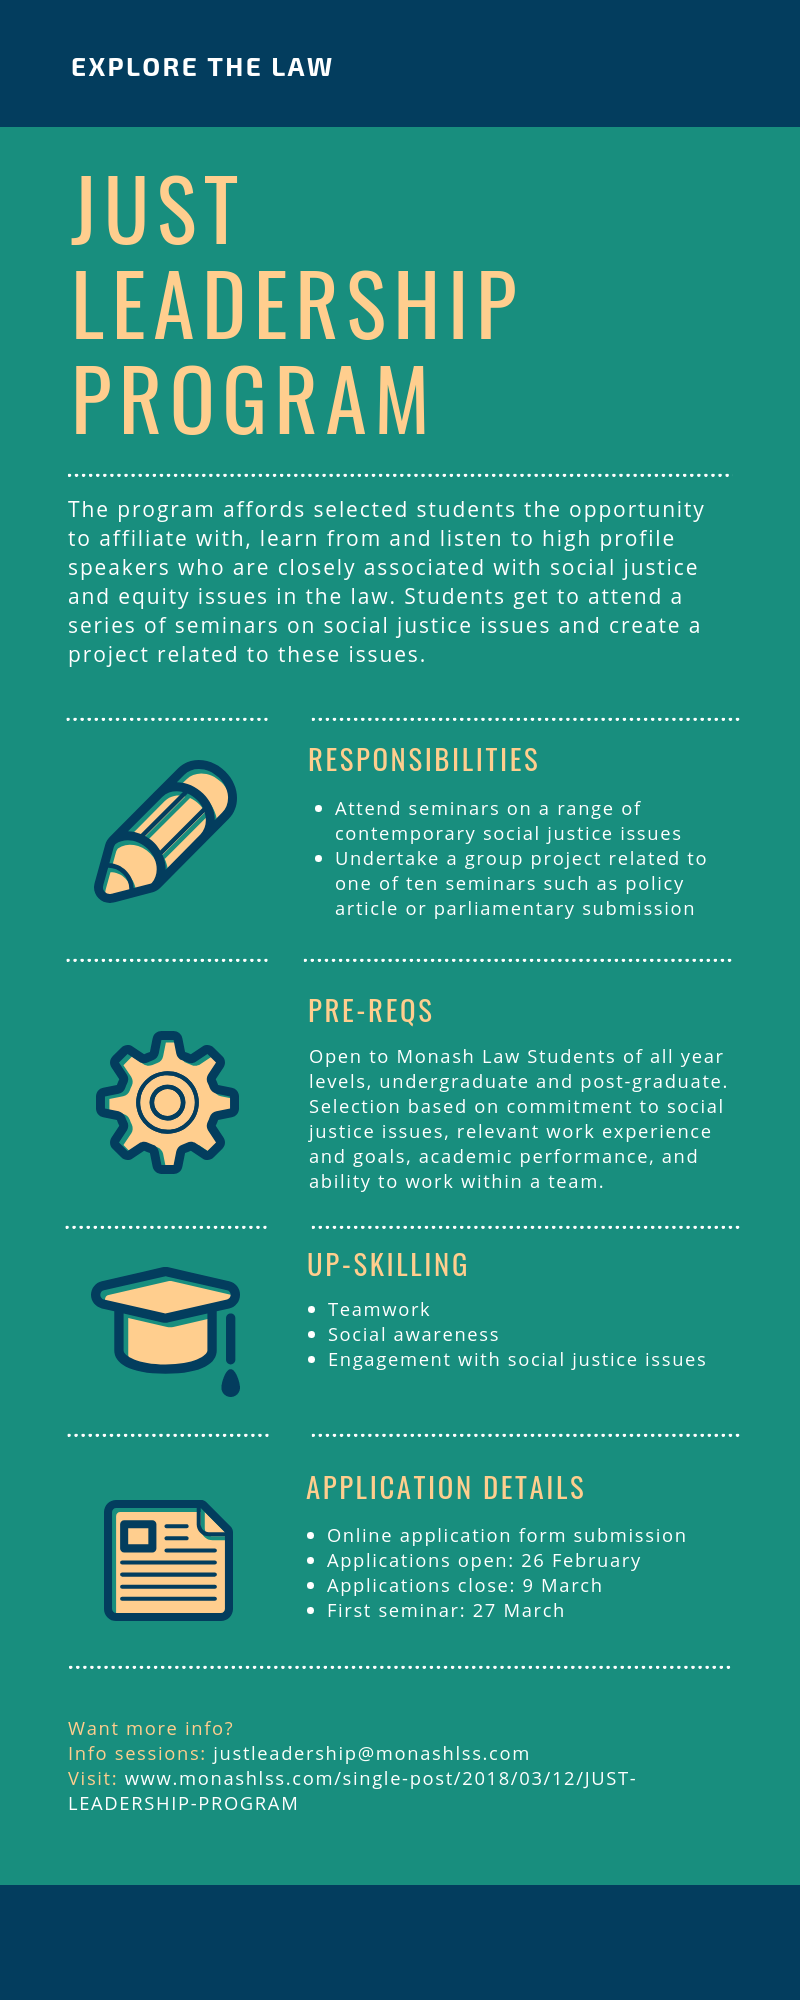 EXPLORE THE LAW
JUST
LEADERSHIP
PROGRAM
The program affords selected students the opportunity
to affiliate with, learn from and listen to high profile
speakers who are closely associated with social justice
and equity issues in the law. Students get to attend a
series of seminars on social justice issues and create a
project related to these issues.
RESPONSIBILITIES
• Attend seminars on a range of
contemporary social justice issues
• Undertake a group project related to
one of ten seminars such as policy
article or parliamentary submission
PRE-REQS
Open to Monash Law Students of all year
levels, undergraduate and post-graduate.
Selection based on commitment to social
justice issues, relevant work experience
and goals, academic performance, and
ability to work within a team.
UP-SKILLING
• Teamwork
• Social awareness
• Engagement with social justice issues
APPLICATION DETAILS
• Online application form submission
• Applications open: 26 February
• Applications close: 9 March
• First seminar: 27 March
Want more info?
Info sessions: justleadership@monashlss.com
Visit: www.monashlss.com/single-post/2018/03/12/JUST-
LEADERSHIP-PROGRAM